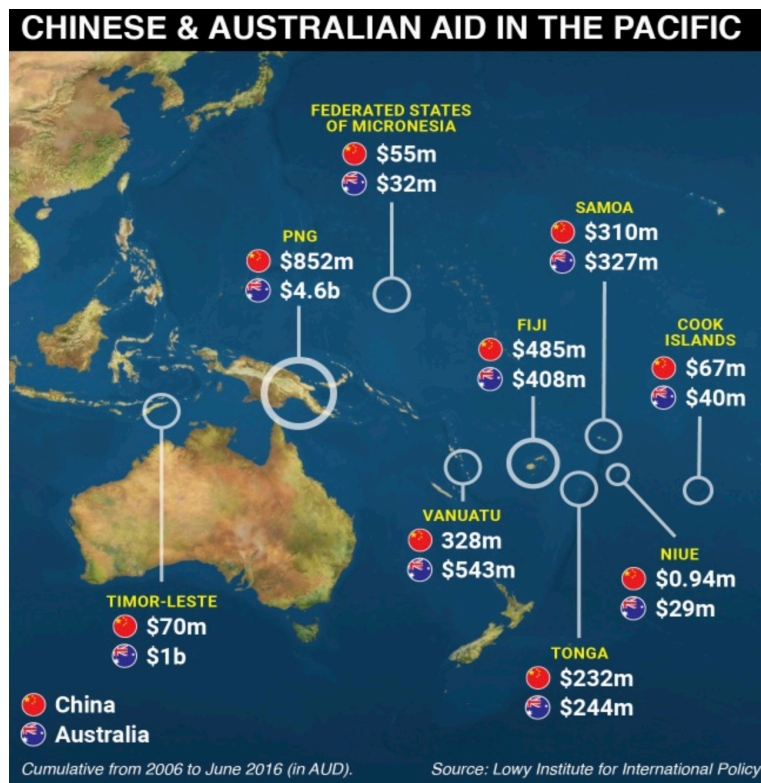 CHINESE & AUSTRALIAN AID IN THE PACIFIC
FEDERATED STATES
OF MICRONESIA
$55m
$32m
SAMOA
$310m
$327m
PNG
$852m
$4.6b
FIJI
$485m
$408m
COOK
ISLANDS
$67m
$40m
VANUATU
328m
$543m
NIUE
$0.94m
$29m
TIMOR-LESTE
$70m
$1b
TONGA
$232m
$244m
China
Australia
Cumulative from 2006 to June 2016 (in AUD).
Source: Lowy Institute for International Policy